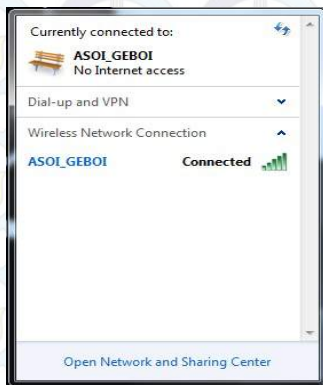 Currently connected to:
ASOI_GEBOI
No Internet access
Dial-up and VPN
Wireless Network Connection
ASOI_GEBOI Connected
Open Network and Sharing Center